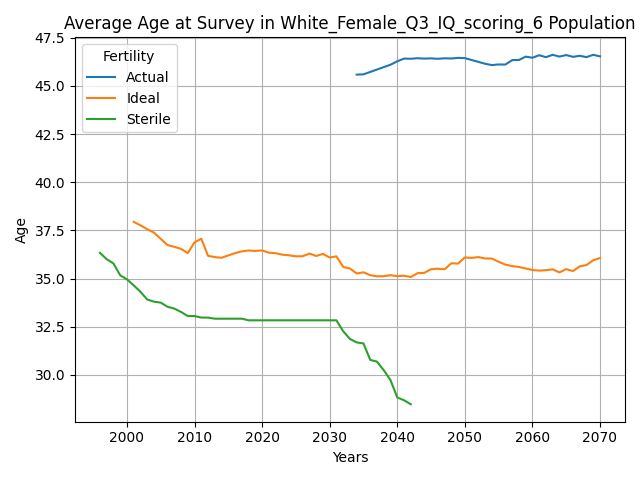 Average Age at Survey in White_Female_Q3_IQ_scoring_6 Population
47.5
45.0
42.5
40.0
37.5
35.0
32.5
30.0
Age
Fertility
Actual
Ideal
Sterile
2000 2010 2020 2030 2040 2050 2060 2070
Years